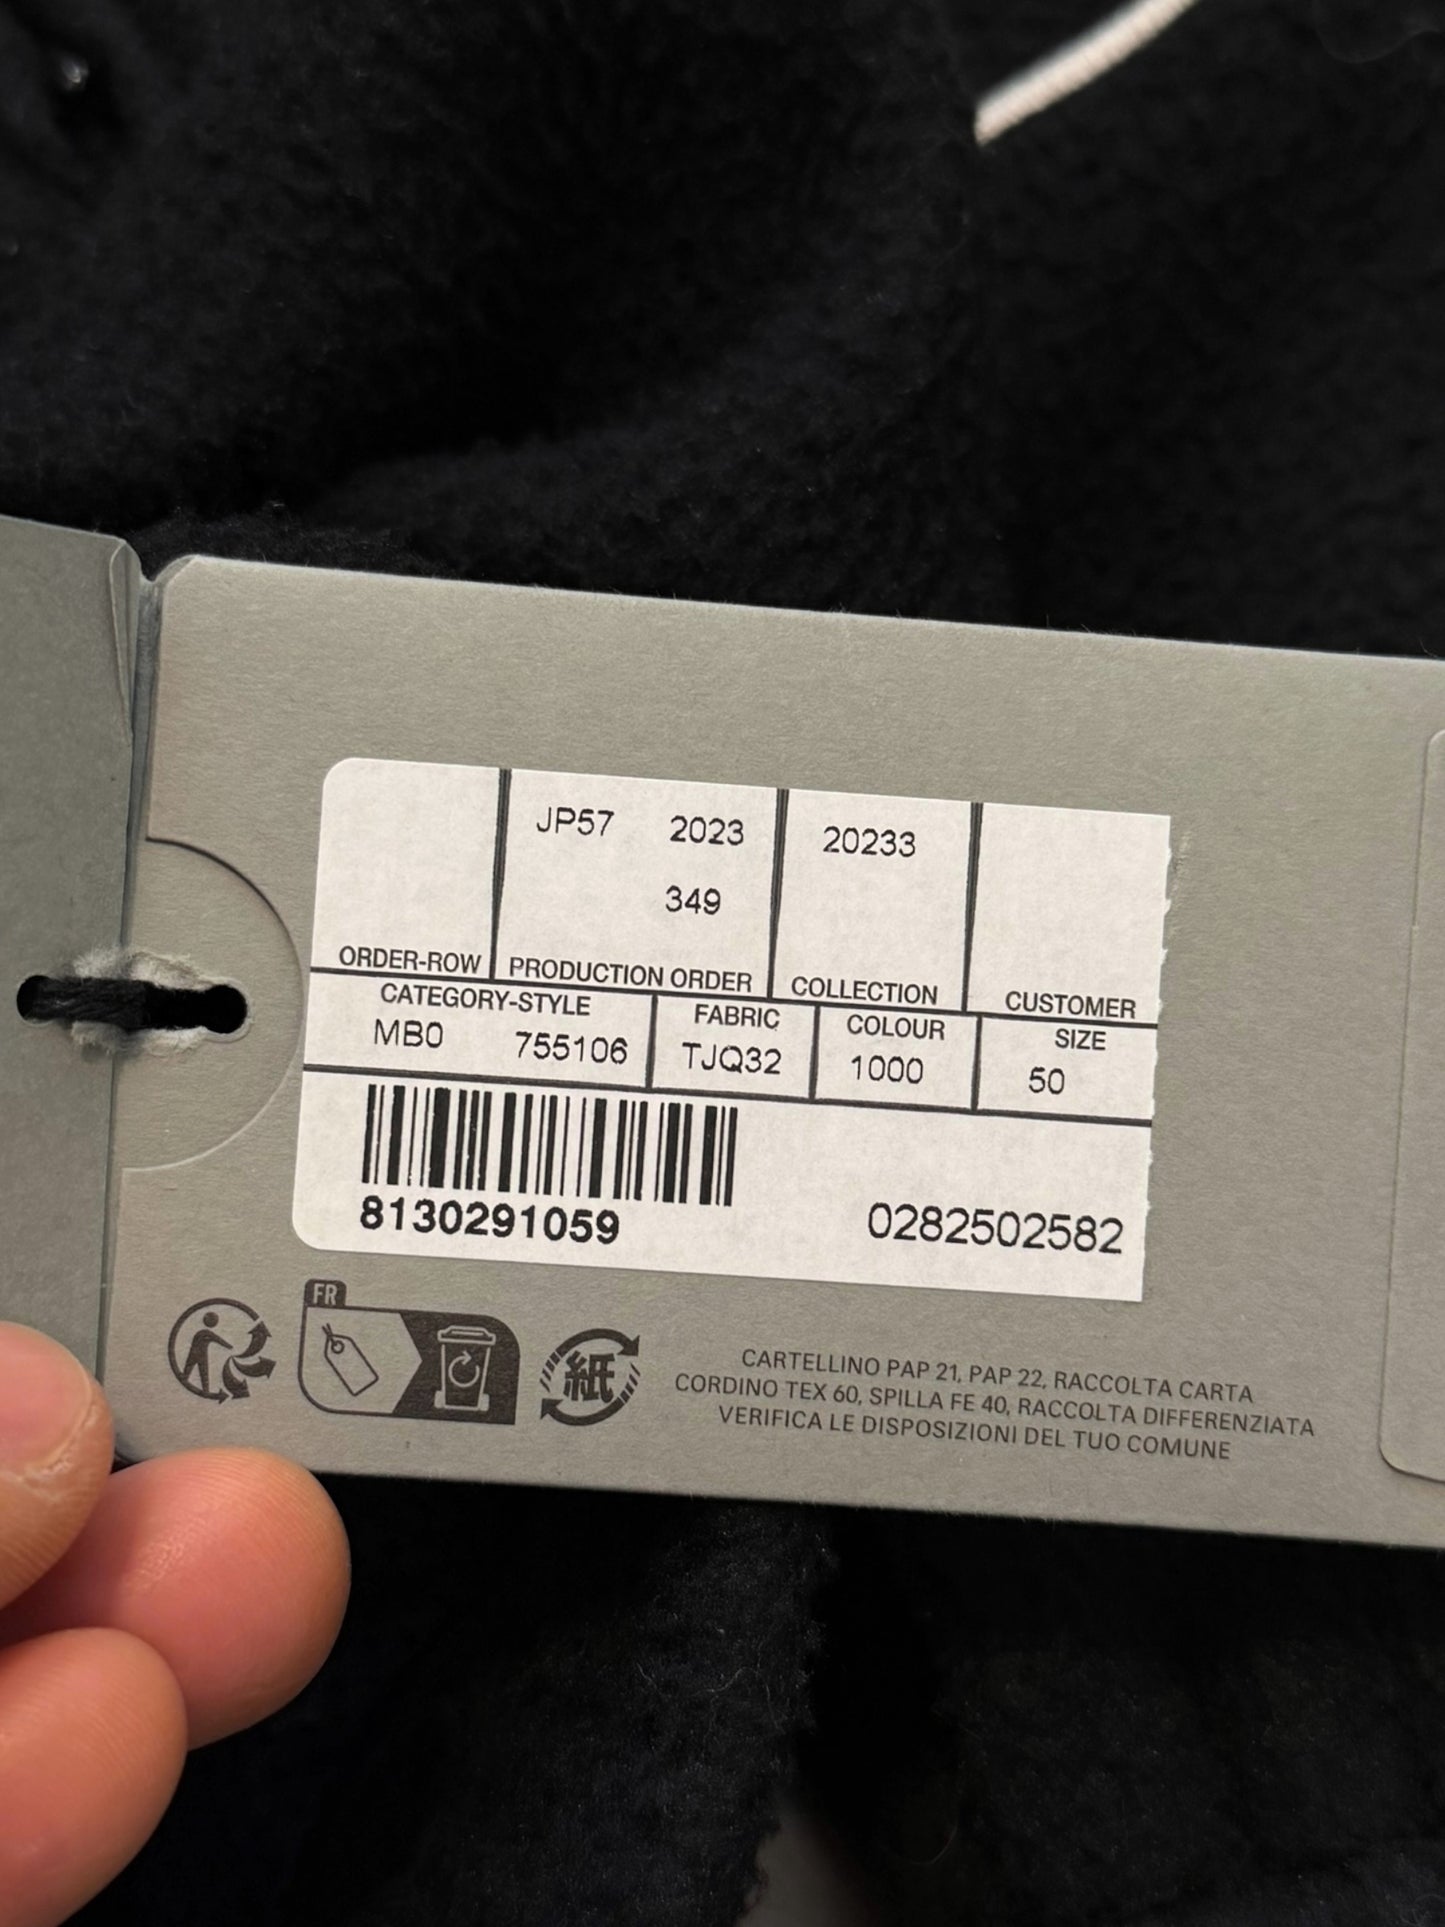 JP57 2023 20233
349
ORDER-ROW PRODUCTION ORDER COLLECTION CUSTOMER
CATEGORY-STYLE FABRIC COLOUR SIZE
MB0 755106 TJQ32 1000 50
8130291059 0282502582
FR
紙
CARTELLINO PAP 21, PAP 22, RACCOLTA CARTA
CORDINO TEX 60, SPILLA FE 40, RACCOLTA DIFFERENZIATA
VERIFICA LE DISPOSIZIONI DEL TUO COMUNE